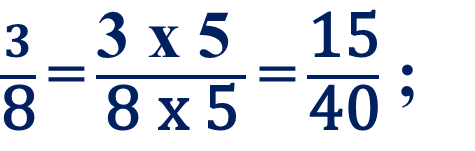 3/8 = 3 x 5/8 x 5 = 15/40 ;